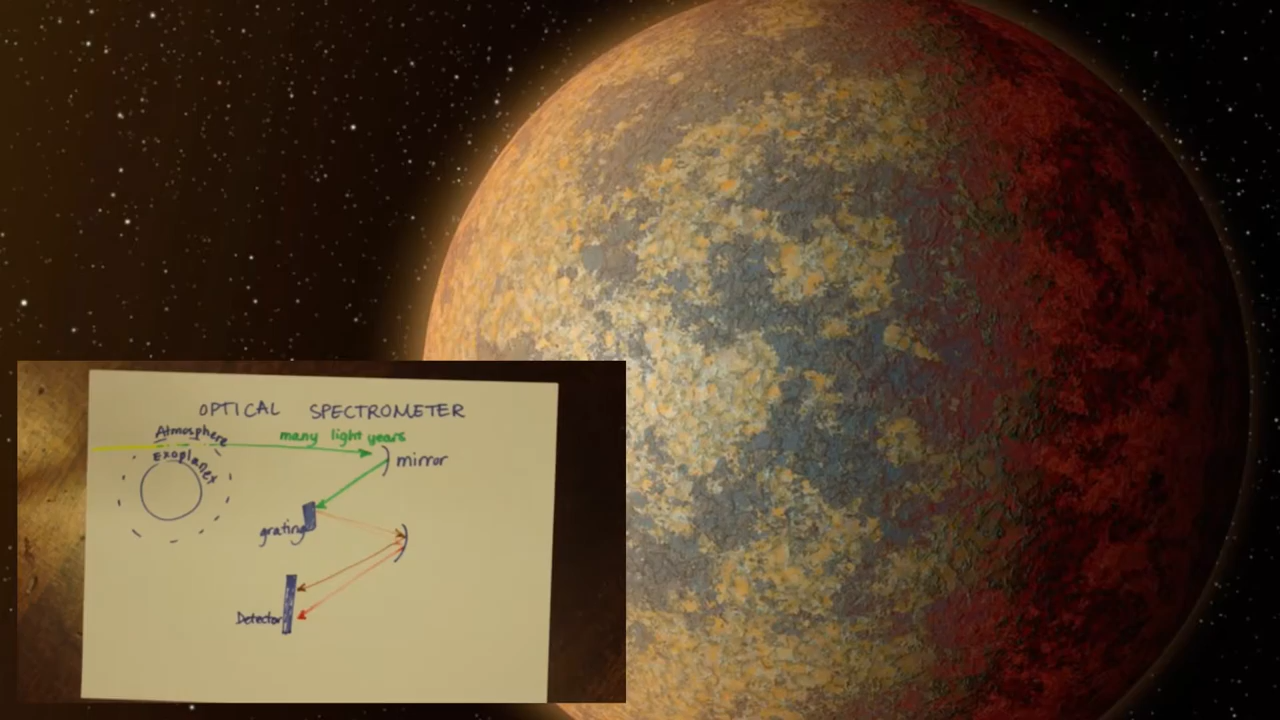 OPTICAL SPECTROMETER
Atmosphere
many light years
Exoplanet
mirror
grating
Detector